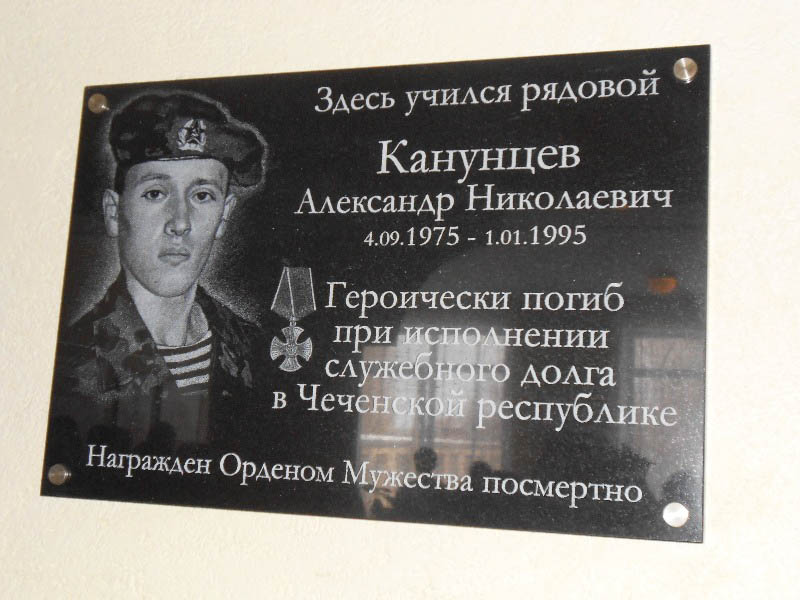 Здесь учился рядовой
Канунцев
Александр Николаевич
4.09.1975 - 1.01.1995
Героически погиб
при исполнении
служебного долга
в Чеченской республике
Награжден Орденом Мужества посмертно